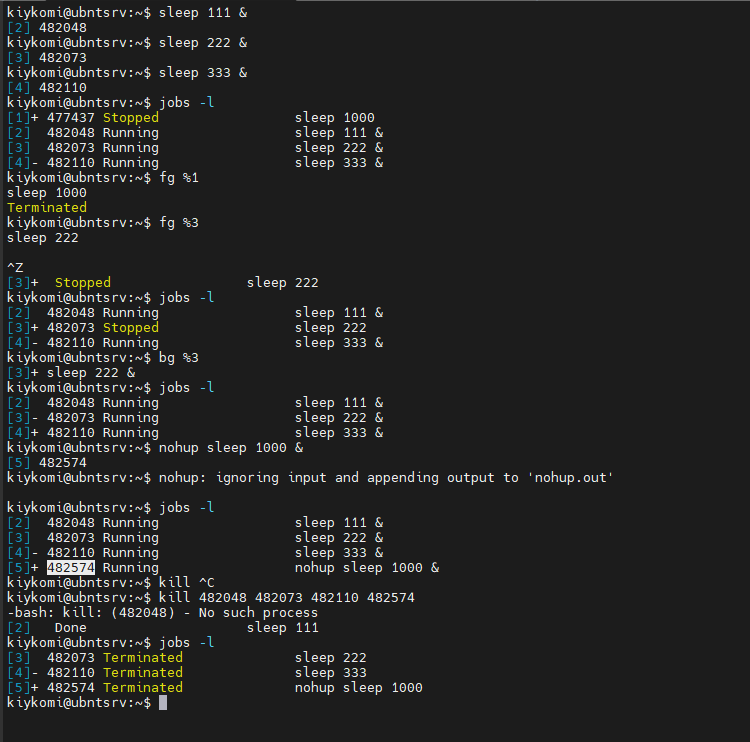 kiykomi@ubntsrv:~$ sleep 111 &
[2] 482048
kiykomi@ubntsrv:~$ sleep 222 &
[3] 482073
kiykomi@ubntsrv:~$ sleep 333 &
[4] 482110
kiykomi@ubntsrv:~$ jobs -l
[1]+ 477437 Stopped                 sleep 1000
[2]  482048 Running                 sleep 111 &
[3]  482073 Running                 sleep 222 &
[4]- 482110 Running                 sleep 333 &
kiykomi@ubntsrv:~$ fg %1
sleep 1000
Terminated
kiykomi@ubntsrv:~$ fg %3
sleep 222
^Z
[3]+  Stopped                 sleep 222
kiykomi@ubntsrv:~$ jobs -l
[2]  482048 Running                 sleep 111 &
[3]+ 482073 Stopped                 sleep 222
[4]- 482110 Running                 sleep 333 &
kiykomi@ubntsrv:~$ bg %3
[3]+ sleep 222 &
kiykomi@ubntsrv:~$ jobs -l
[2]  482048 Running                 sleep 111 &
[3]- 482073 Running                 sleep 222 &
[4]+ 482110 Running                 sleep 333 &
kiykomi@ubntsrv:~$ nohup sleep 1000 &
[5] 482574
kiykomi@ubntsrv:~$ nohup: ignoring input and appending output to 'nohup.out'
kiykomi@ubntsrv:~$ jobs -l
[2]  482048 Running                 sleep 111 &
[3]  482073 Running                 sleep 222 &
[4]- 482110 Running                 sleep 333 &
[5]+ 482574 Running                 nohup sleep 1000 &
kiykomi@ubntsrv:~$ kill ^C
kiykomi@ubntsrv:~$ kill 482048 482073 482110 482574
-bash: kill: (482048) - No such process
[2]   Done                    sleep 111
kiykomi@ubntsrv:~$ jobs -l
[3]  482073 Terminated              sleep 222
[4]- 482110 Terminated              sleep 333
[5]+ 482574 Terminated              nohup sleep 1000
kiykomi@ubntsrv:~$